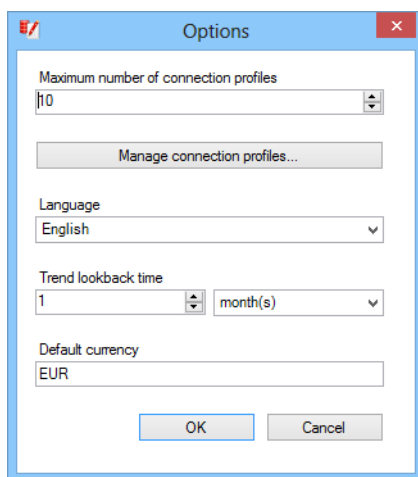 Options
Maximum number of connection profiles
10
Manage connection profiles...
Language
English
Trend lookback time
1 month(s)
Default currency
EUR
OK Cancel